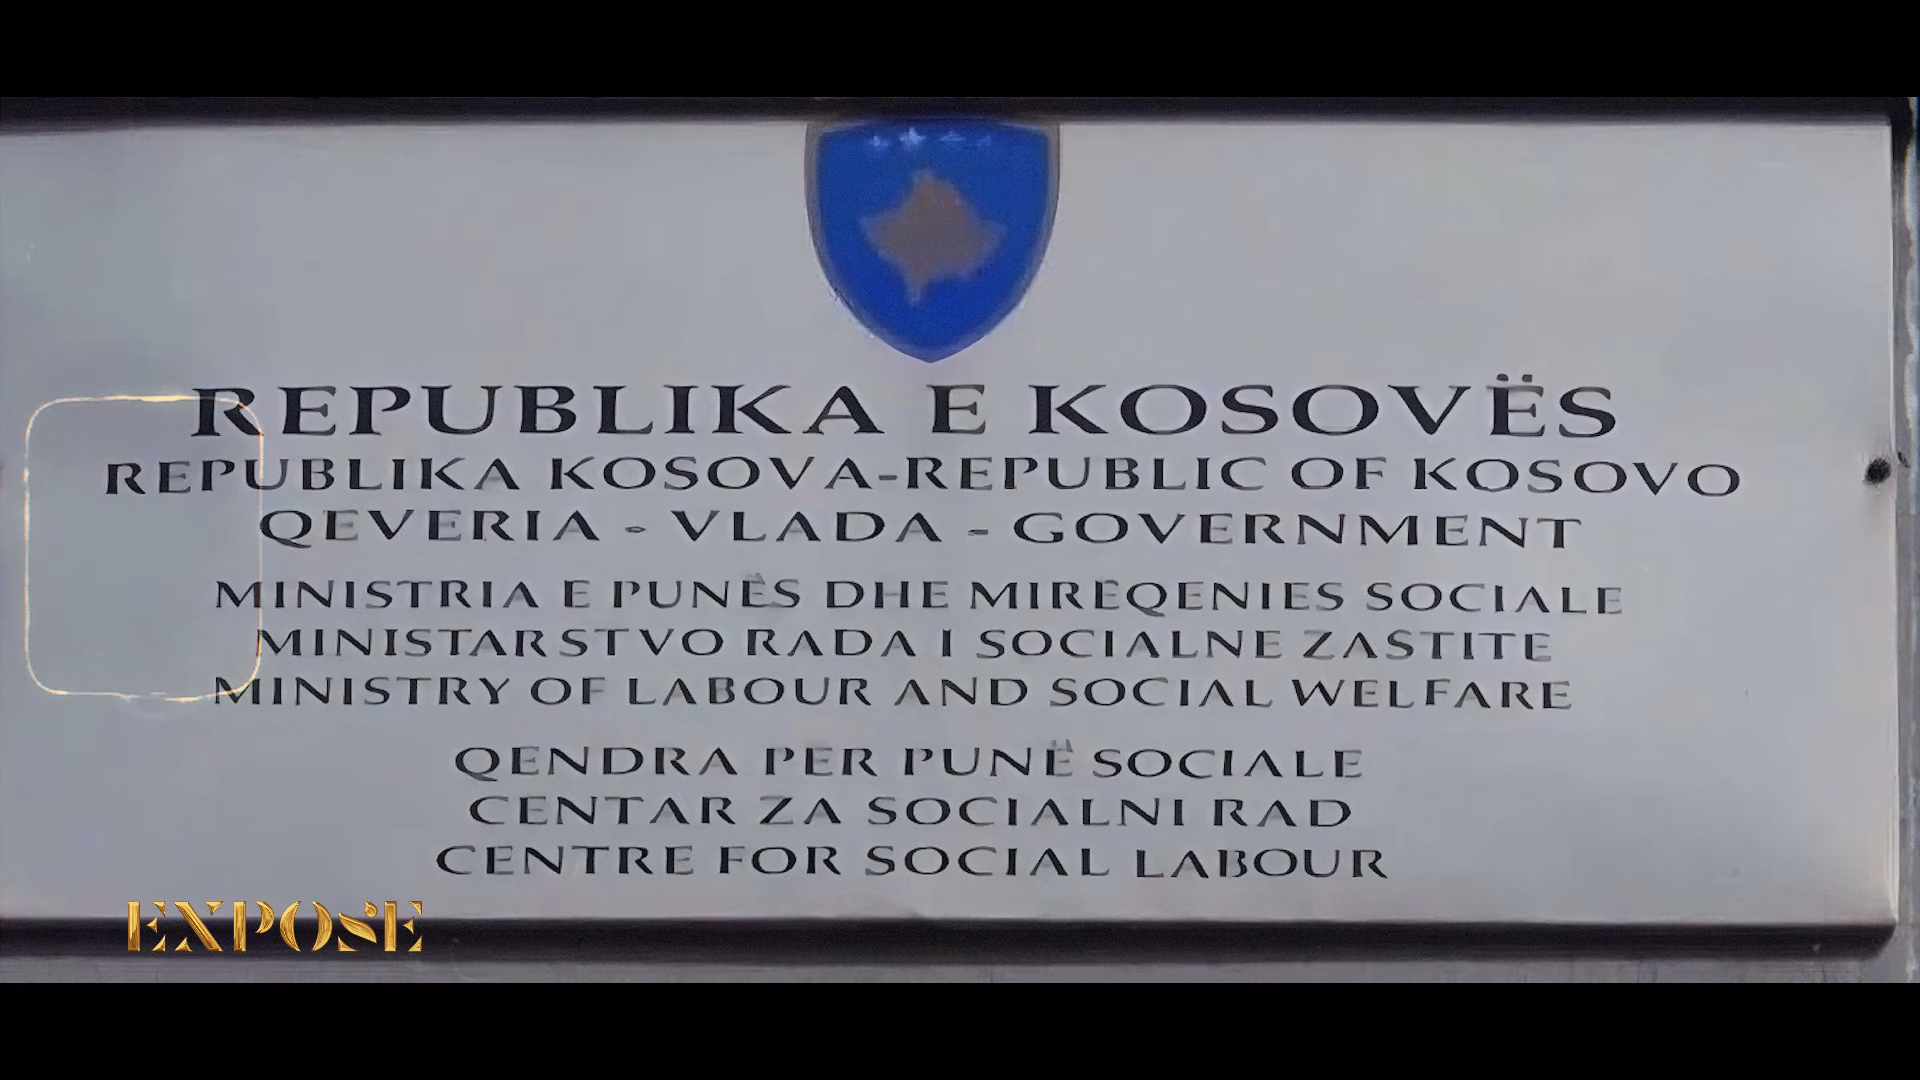 REPUBLIKA E KOSOVËS
REPUBLIKA KOSOVA-REPUBLIC OF KOSOVO
QEVERIA - VLADA - GOVERNMENT
MINISTRIA E PUNËS DHE MIRËQENIES SOCIALE
MINISTARSTVO RADA I SOCIALNE ZASTITE
MINISTRY OF LABOUR AND SOCIAL WELFARE
QENDRA PER PUNË SOCIALE
CENTAR ZA SOCIALNI RAD
CENTRE FOR SOCIAL LABOUR
EXPOSE